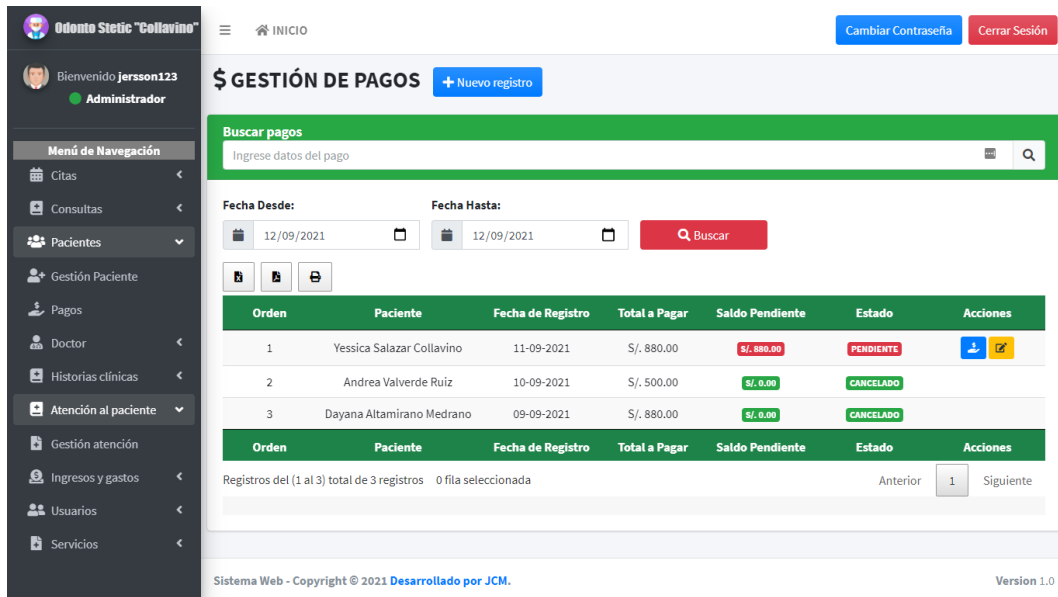 Odonto Stetic "Collavino"
INICIO
Cambiar Contraseña
Cerrar Sesión
Bienvenido jersson123
Administrador
Menú de Navegación
Citas
Consultas
Pacientes
Gestión Paciente
Pagos
Doctor
Historias clínicas
Atención al paciente
Gestión atención
Ingresos y gastos
Usuarios
Servicios
$ GESTIÓN DE PAGOS
+ Nuevo registro
Buscar pagos
Ingrese datos del pago
Fecha Desde: Fecha Hasta:
12/09/2021 12/09/2021 Buscar
Orden Paciente Fecha de Registro Total a Pagar Saldo Pendiente Estado Acciones
1 Yessica Salazar Collavino 11-09-2021 S/. 880.00 S/. 880.00 PENDIENTE
2 Andrea Valverde Ruiz 10-09-2021 S/. 500.00 S/. 0.00 CANCELADO
3 Dayana Altamirano Medrano 09-09-2021 S/. 880.00 S/. 0.00 CANCELADO
Orden Paciente Fecha de Registro Total a Pagar Saldo Pendiente Estado Acciones
Registros del (1 al 3) total de 3 registros 0 fila seleccionada Anterior 1 Siguiente
Sistema Web - Copyright © 2021 Desarrollado por JCM. Version 1.0